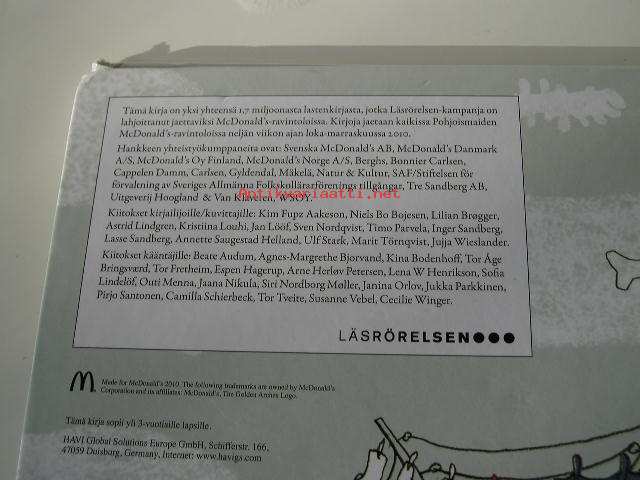 Tämä kirja on yksi yhteensä 1,7 miljoonasta lastenkirjasta, jotka Läsrörelsen-kampanja on
lahjoittanut jaettaviksi McDonald's-ravintoloissa. Kirjoja jaetaan kaikissa Pohjoismaiden
McDonald's-ravintoloissa neljän viikon ajan loka-marraskuussa 2010.
Hankkeen yhteistyökumppaneita ovat: Svenska McDonald's AB, McDonald's Danmark
A/S, McDonald's Oy Finland, McDonald's Norge A/S, Berghs, Bonnier Carlsen,
Cappelen Damm, Carlsen, Gyldendal, Mäkelä, Natur & Kultur, SAF/Stiftelsen för
förvaltning av Sveriges Allmänna Folkskollärarförenings tillgångar, Tre Sandberg AB,
Uitgeverij Hoogland & Van Klaveren, WSOY.
Antikvariaatti.net
Kiitokset kirjailijoille/kuvittajille: Kim Fupz Aakeson, Niels Bo Bojesen, Lilian Brøgger,
Astrid Lindgren, Kristiina Louhi, Jan Lööf, Sven Nordqvist, Timo Parvela, Inger Sandberg,
Lasse Sandberg, Annette Saugestad Helland, Ulf Stark, Marit Törnqvist, Jujja Wieslander.
Kiitokset kääntäjille: Beate Audum, Agnes-Margrethe Bjorvand, Kina Bodenhoff, Tor Åge
Bringsværd, Tor Fretheim, Espen Hagerup, Arne Herløv Petersen, Lena W Henrikson, Sofia
Lindelöf, Outi Menna, Jaana Nikula, Siri Nordborg Møller, Janina Orlov, Jukka Parkkinen,
Pirjo Santonen, Camilla Schierbeck, Tor Tveite, Susanne Vebel, Cecilie Winger.
LÄSRÖRELSEN●●●
Made for McDonald's 2010. The following trademarks are owned by McDonald's
Corporation and its affiliates: McDonald's, The Golden Arches Logo.
Tämä kirja sopii yli 3-vuotiaille lapsille.
HAVI Global Solutions Europe GmbH, Schifferstr. 166,
47059 Duisburg, Germany, Internet: www.havigs.com